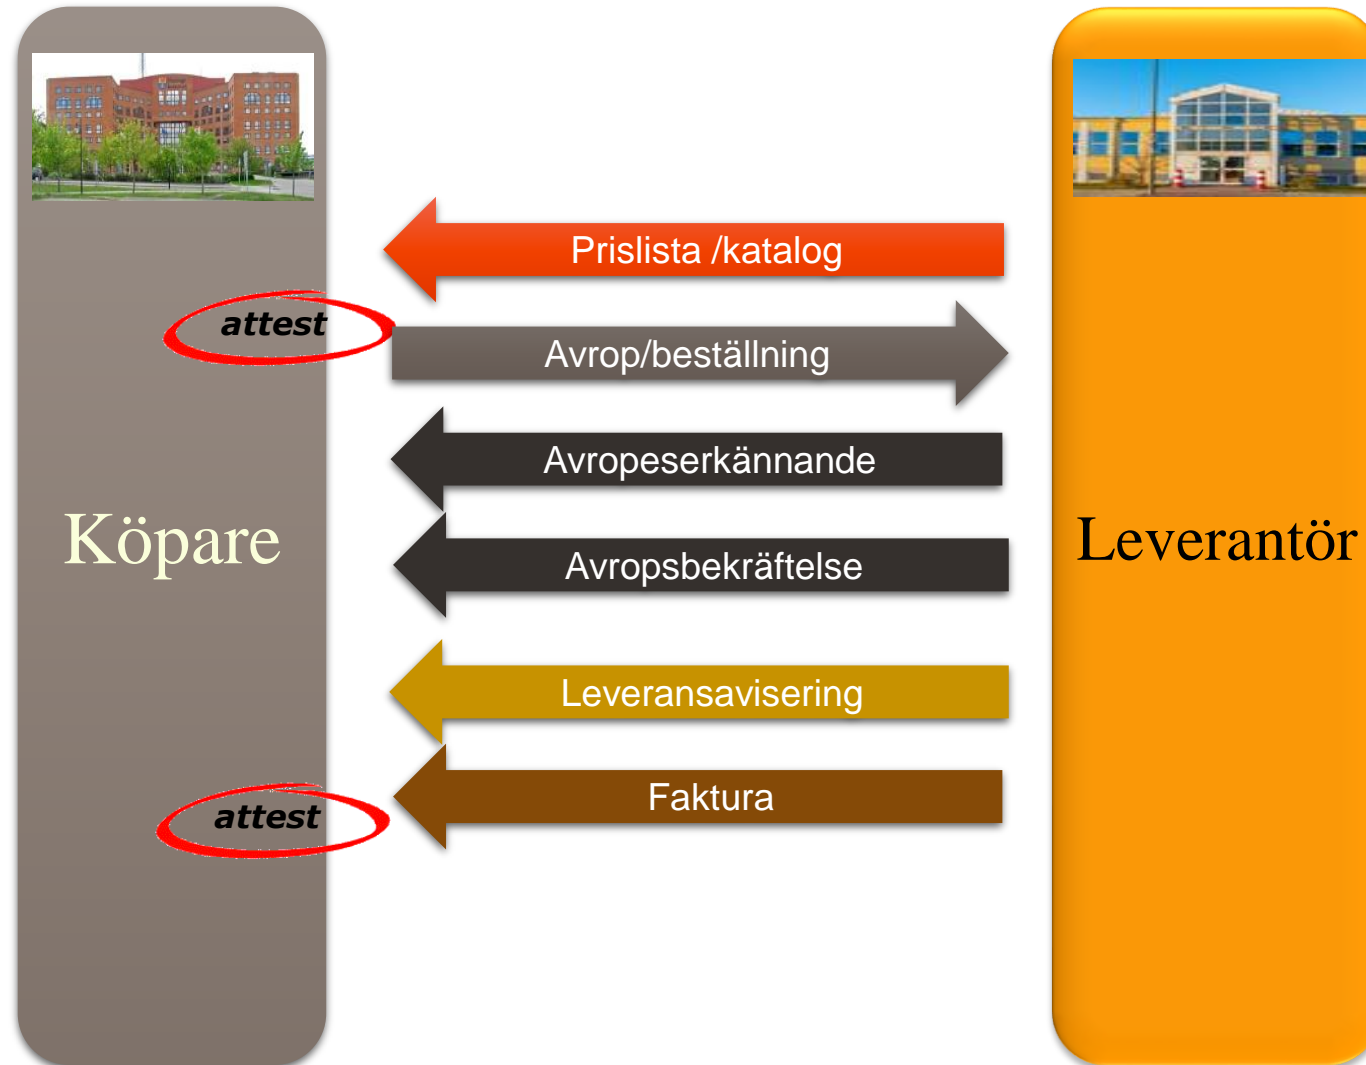 Prislista /katalog
attest
Avrop/beställning
Avropeserkännande
Köpare
Leverantör
Avropsbekräftelse
Leveransavisering
Faktura
attest